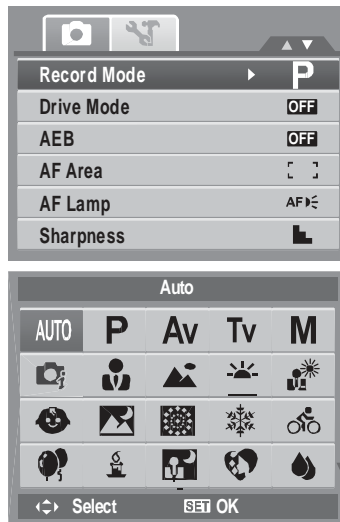 Record Mode P
Drive Mode OFF
AEB OFF
AF Area
AF Lamp AF
Sharpness
Auto
AUTO P Av Tv M
Select SET OK